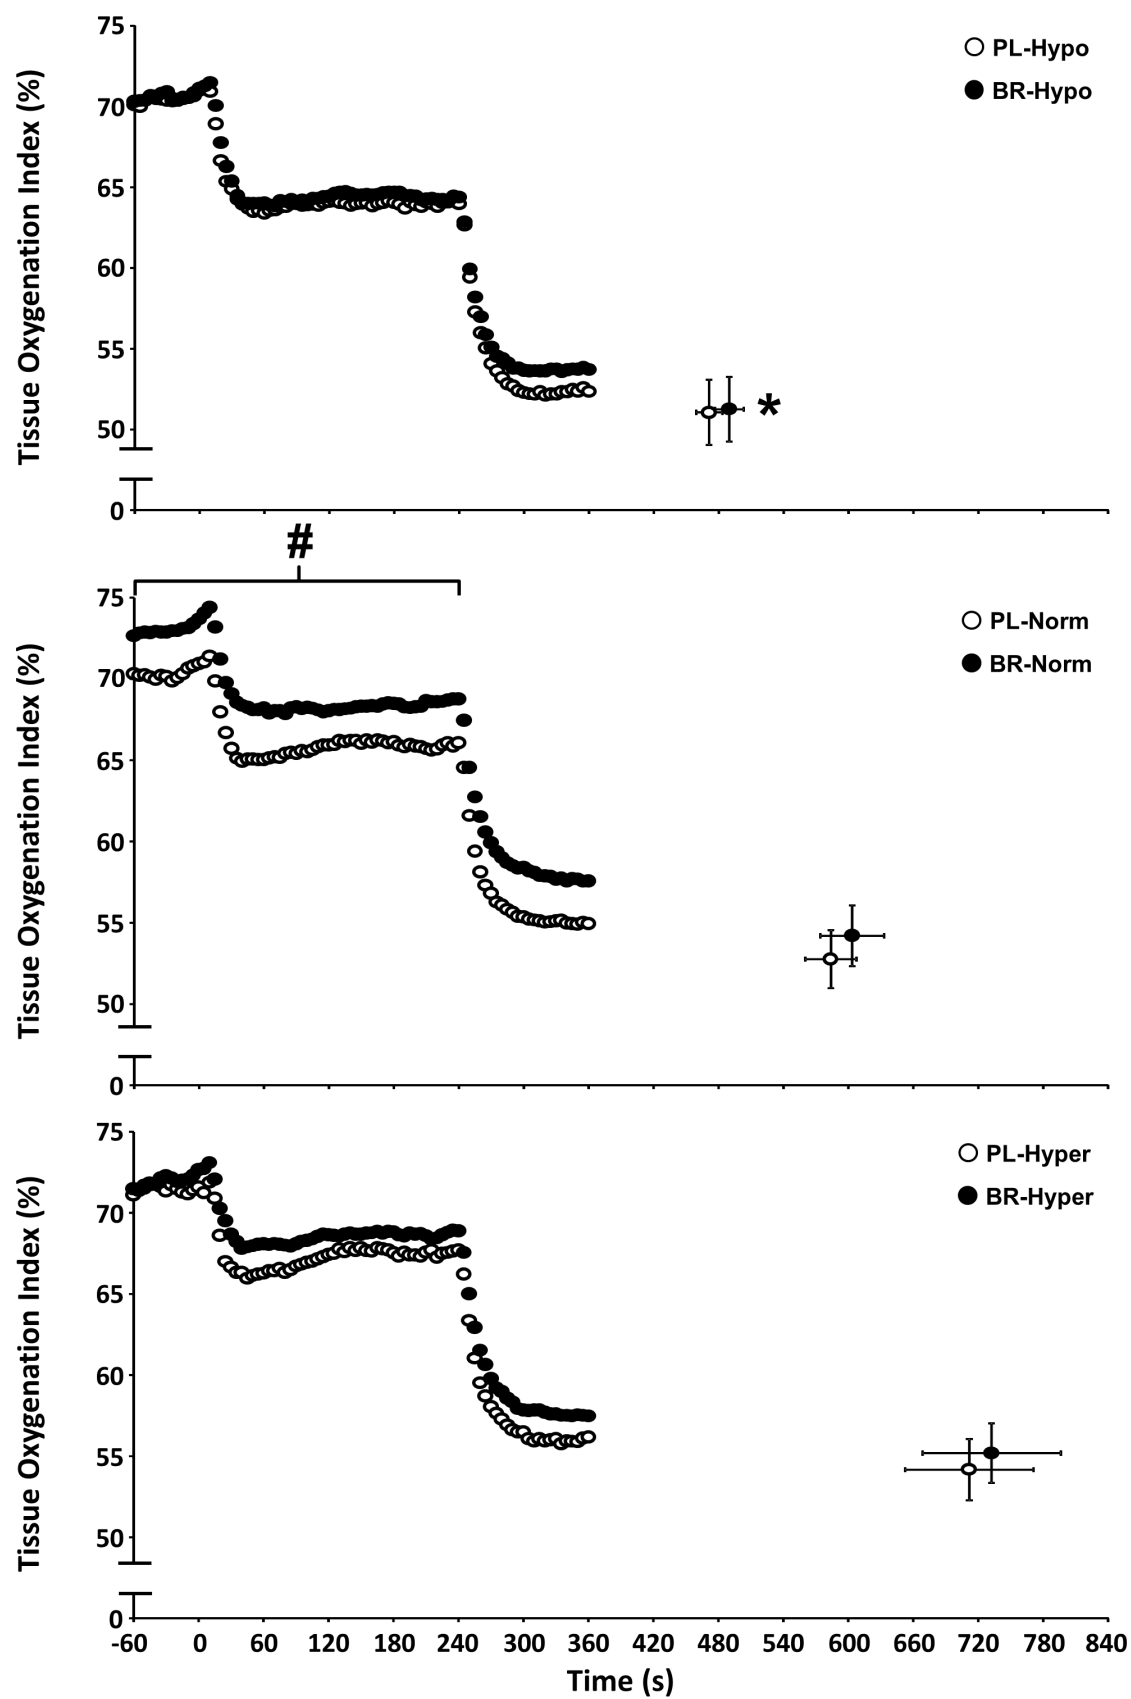 75
70
65
60
55
50
0
Tissue Oxygenation Index (%)
PL-Hypo
BR-Hypo
*
#
75
70
65
60
55
50
0
Tissue Oxygenation Index (%)
PL-Norm
BR-Norm
75
70
65
60
55
50
0
Tissue Oxygenation Index (%)
PL-Hyper
BR-Hyper
-60 0 60 120 180 240 300 360 420 480 540 600 660 720 780 840
Time (s)